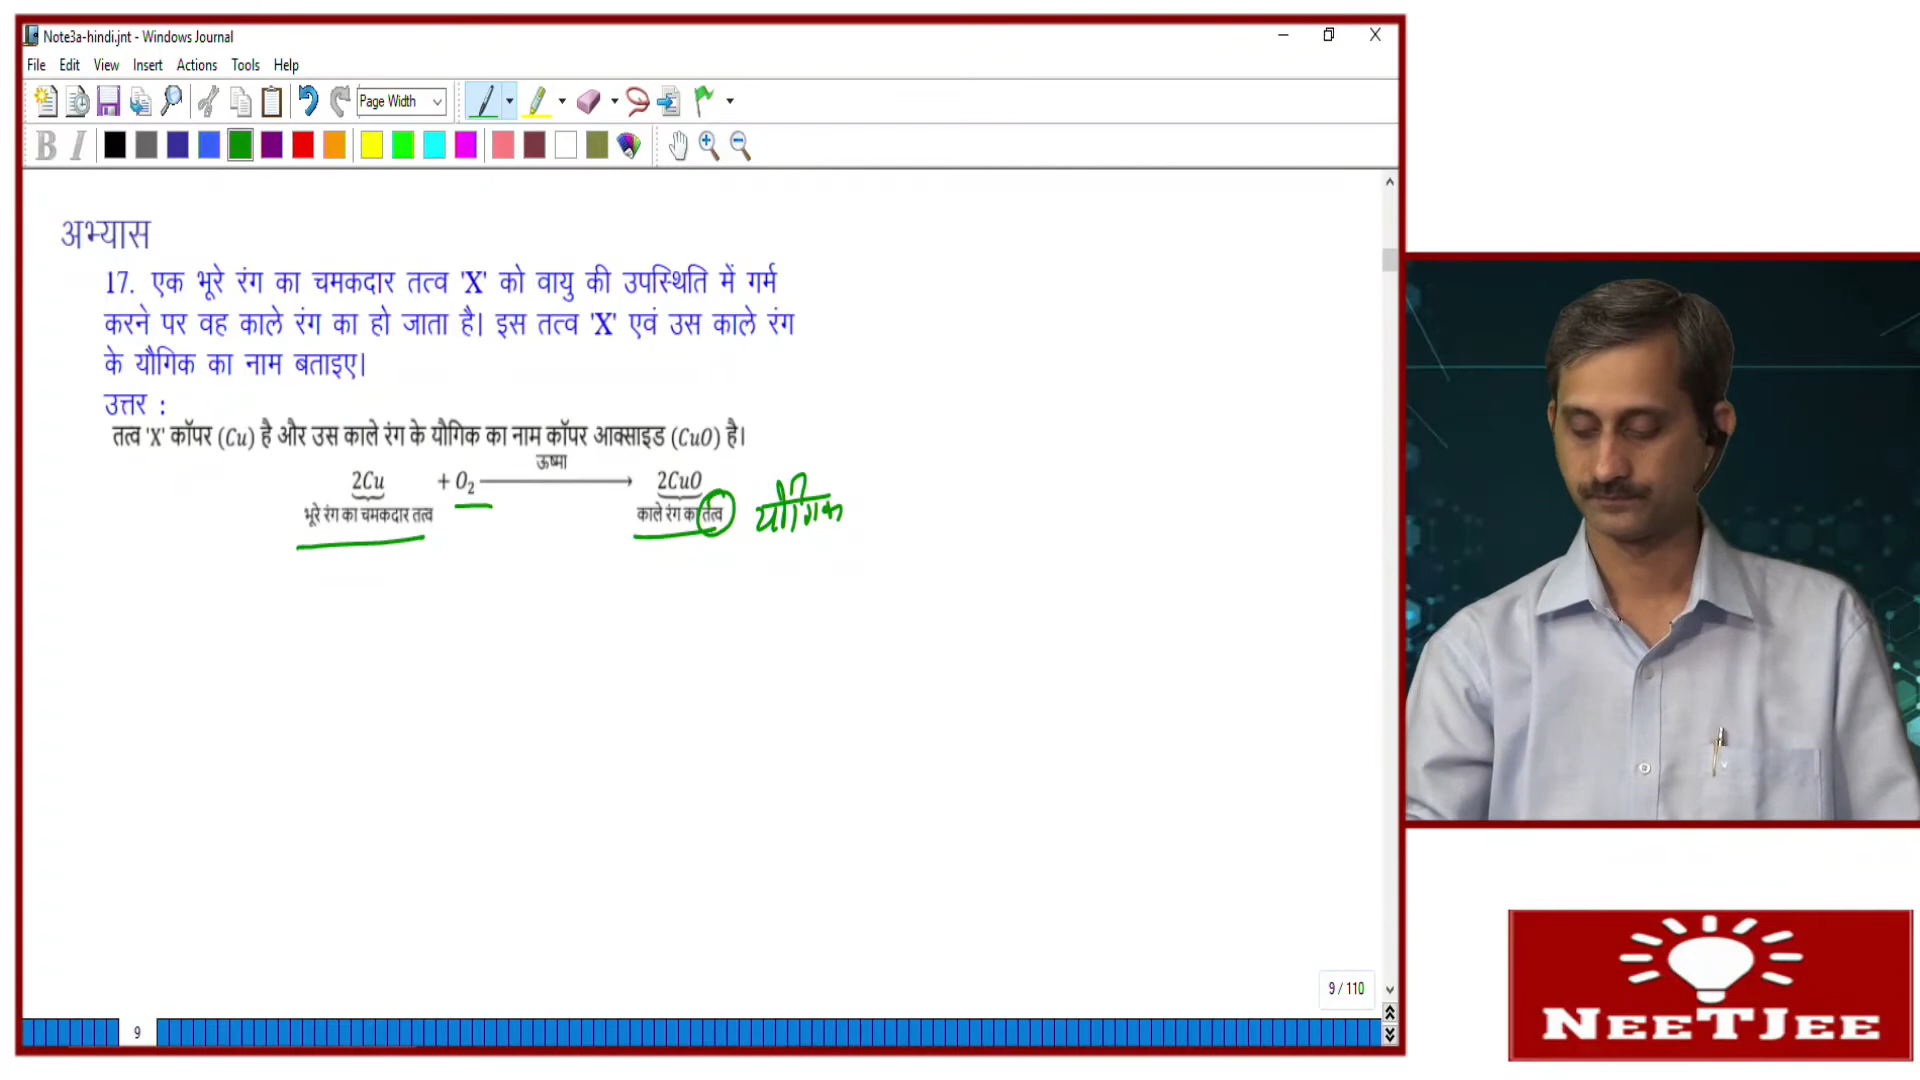 Note3a-hindi.jnt - Windows Journal
File Edit View Insert Actions Tools Help
Page Width
B I
अभ्यास
17. एक भूरे रंग का चमकदार तत्व 'X' को वायु की उपस्थिति में गर्म
करने पर वह काले रंग का हो जाता है। इस तत्व 'X' एवं उस काले रंग
के यौगिक का नाम बताइए।
उत्तर :
तत्व 'X' कॉपर (Cu) है और उस काले रंग के यौगिक का नाम कॉपर आक्साइड (CuO) है।
ऊष्मा
2Cu + O₂ ⟶ 2CuO
भूरे रंग का चमकदार तत्व काले रंग का तत्व यौगिक
9 / 110
9
NEETJEE